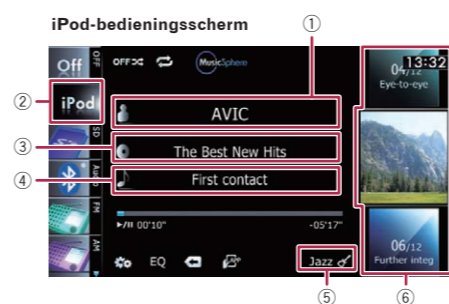 iPod-bedieningsscherm
①
Off
OFF
OFF
MusicSphere
04/12
13:32
Eye-to-eye
②
iPod
AVIC
③
SD
The Best New Hits
④
Audio
First contact
FM
00'10"
-05'17"
AM
EQ
Jazz
06/12
Further integ
⑤
⑥